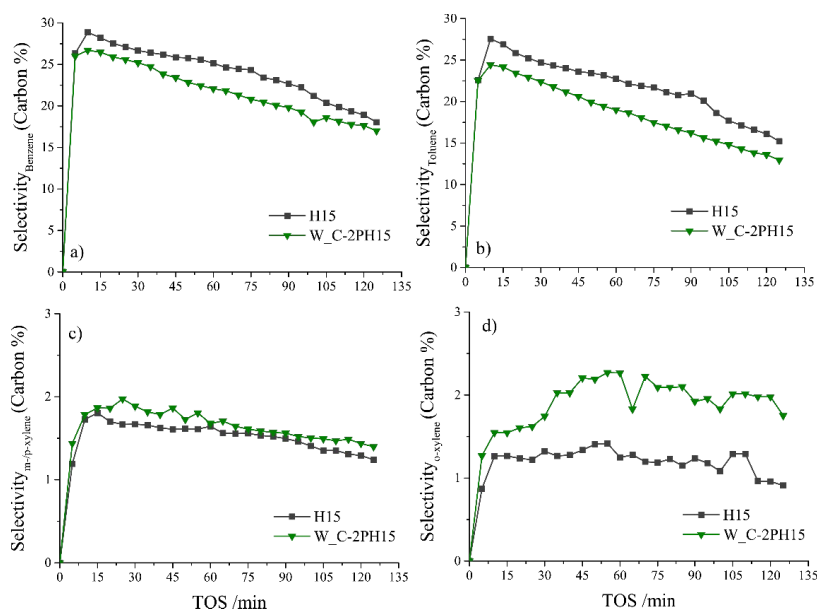 Selectivity_Benzene (Carbon %)
30
25
20
15
10
5
0
H15
W_C-2PH15
a)
0 15 30 45 60 75 90 105 120 135
Selectivity_Toluene (Carbon %)
30
25
20
15
10
5
0
H15
W_C-2PH15
b)
0 15 30 45 60 75 90 105 120 135
Selectivity_m-/p-xylene (Carbon %)
3
2
1
0
c)
H15
W_C-2PH15
0 15 30 45 60 75 90 105 120 135
TOS /min
Selectivity_o-xylene (Carbon %)
3
2
1
0
d)
H15
W_C-2PH15
0 15 30 45 60 75 90 105 120 135
TOS /min